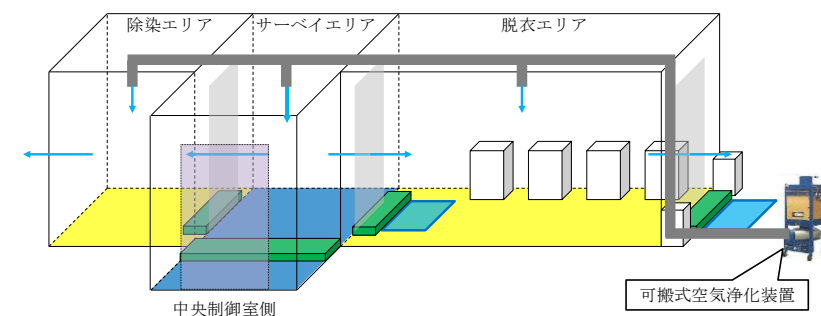 除染エリア
サーベイエリア
脱衣エリア
可搬式空気浄化装置
中央制御室側